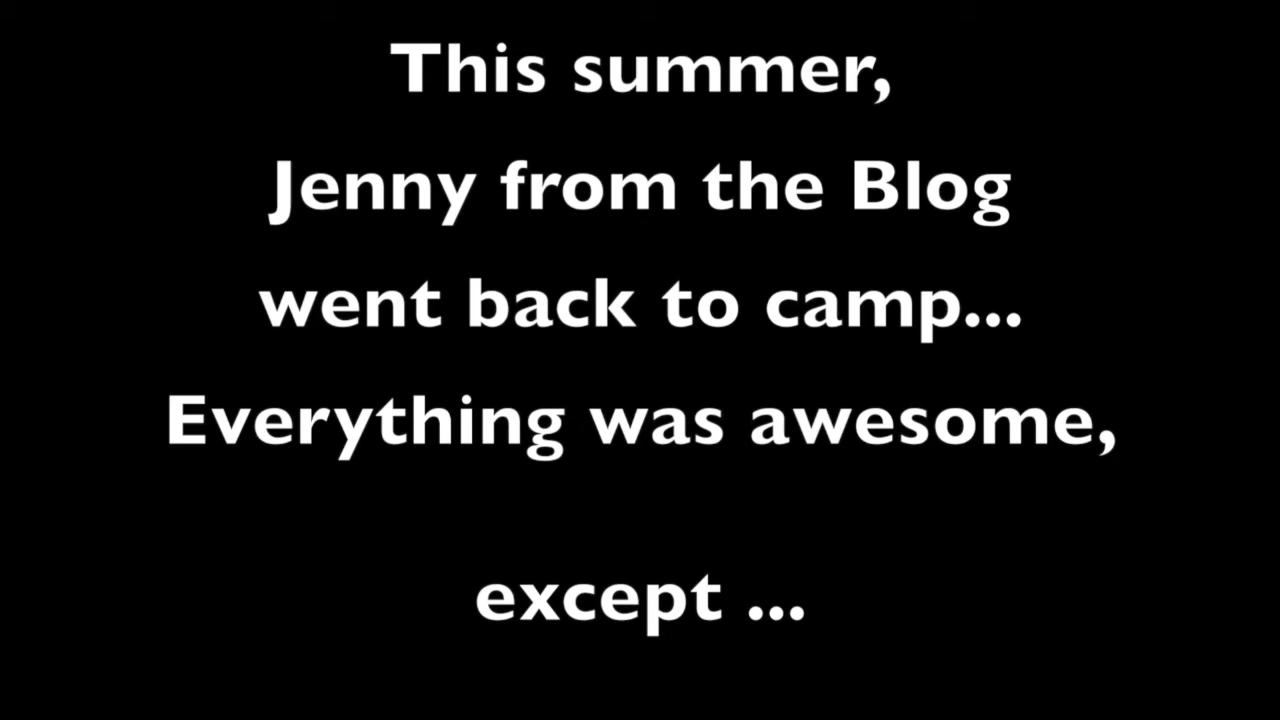 This summer,
Jenny from the Blog
went back to camp...
Everything was awesome,
except ...